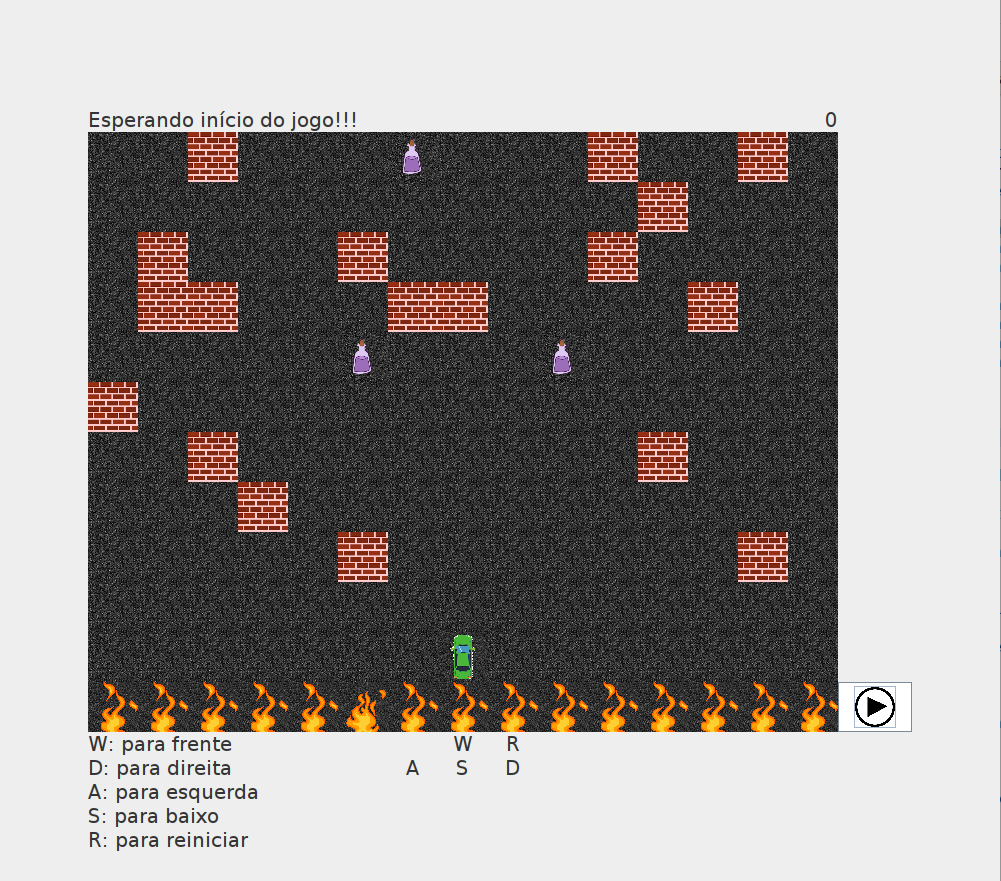 Esperando início do jogo!!! 0
W: para frente W R
D: para direita A S D
A: para esquerda
S: para baixo
R: para reiniciar